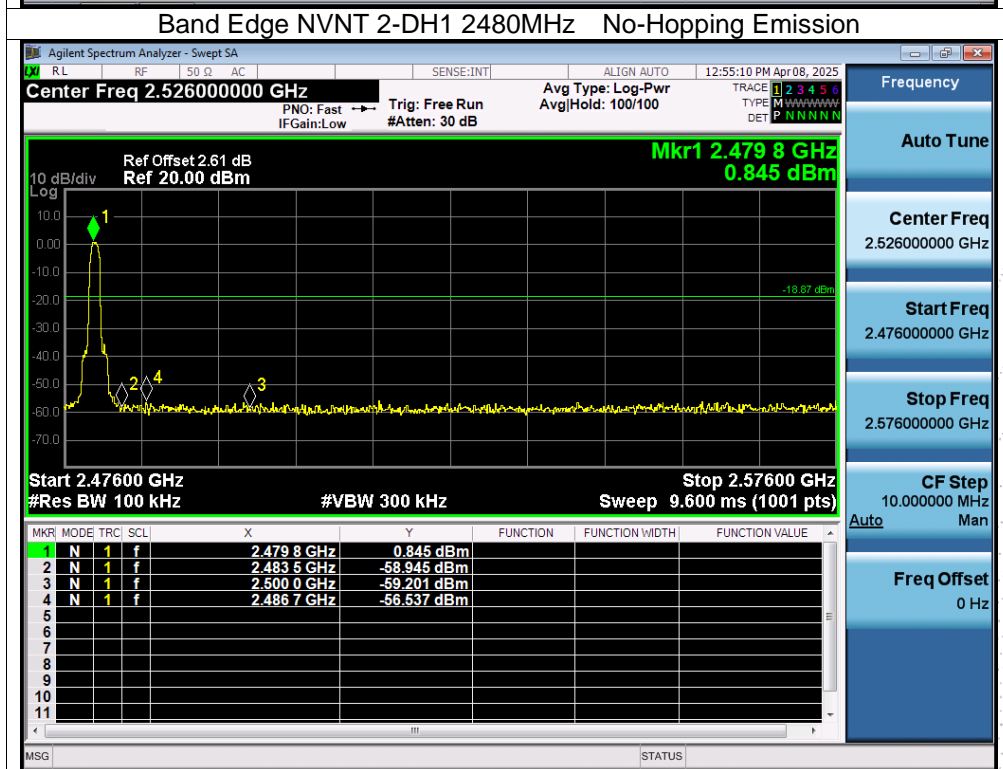 Band Edge NVNT 2-DH1 2480MHz No-Hopping Emission
Agilent Spectrum Analyzer - Swept SA
LXI RL RF 50 Ω AC SENSE:INT ALIGN AUTO 12:55:10 PM Apr 08, 2025
Center Freq 2.526000000 GHz
PNO: Fast
IFGain:Low
Trig: Free Run
#Atten: 30 dB
Avg Type: Log-Pwr
Avg|Hold: 100/100
TRACE 1 2 3 4 5 6
TYPE M WWWWW
DET P N N N N N
Mkr1 2.479 8 GHz
0.845 dBm
Ref Offset 2.61 dB
10 dB/div Ref 20.00 dBm
Log
10.0
0.00
-10.0
-20.0
-30.0
-40.0
-50.0
-60.0
-70.0
1
2
4
3
-18.87 dBm
Start 2.47600 GHz Stop 2.57600 GHz
#Res BW 100 kHz #VBW 300 kHz Sweep 9.600 ms (1001 pts)
MKR MODE TRC SCL X Y FUNCTION FUNCTION WIDTH FUNCTION VALUE
1 N 1 f 2.479 8 GHz 0.845 dBm
2 N 1 f 2.483 5 GHz -58.945 dBm
3 N 1 f 2.500 0 GHz -59.201 dBm
4 N 1 f 2.486 7 GHz -56.537 dBm
5
6
7
8
9
10
11
MSG STATUS
Frequency
Auto Tune
Center Freq
2.526000000 GHz
Start Freq
2.476000000 GHz
Stop Freq
2.576000000 GHz
CF Step
10.000000 MHz
Auto Man
Freq Offset
0 Hz